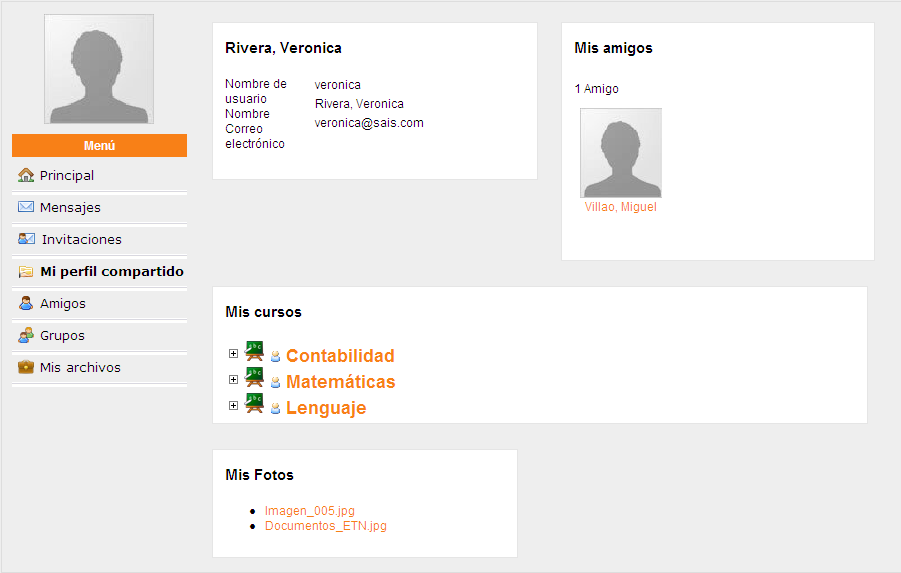 Menú
Principal
Mensajes
Invitaciones
Mi perfil compartido
Amigos
Grupos
Mis archivos
Rivera, Veronica
Nombre de
usuario
Nombre
Correo
electrónico
veronica
Rivera, Veronica
veronica@sais.com
Mis amigos
1 Amigo
Villao, Miguel
Mis cursos
Contabilidad
Matemáticas
Lenguaje
Mis Fotos
Imagen_005.jpg
Documentos_ETN.jpg